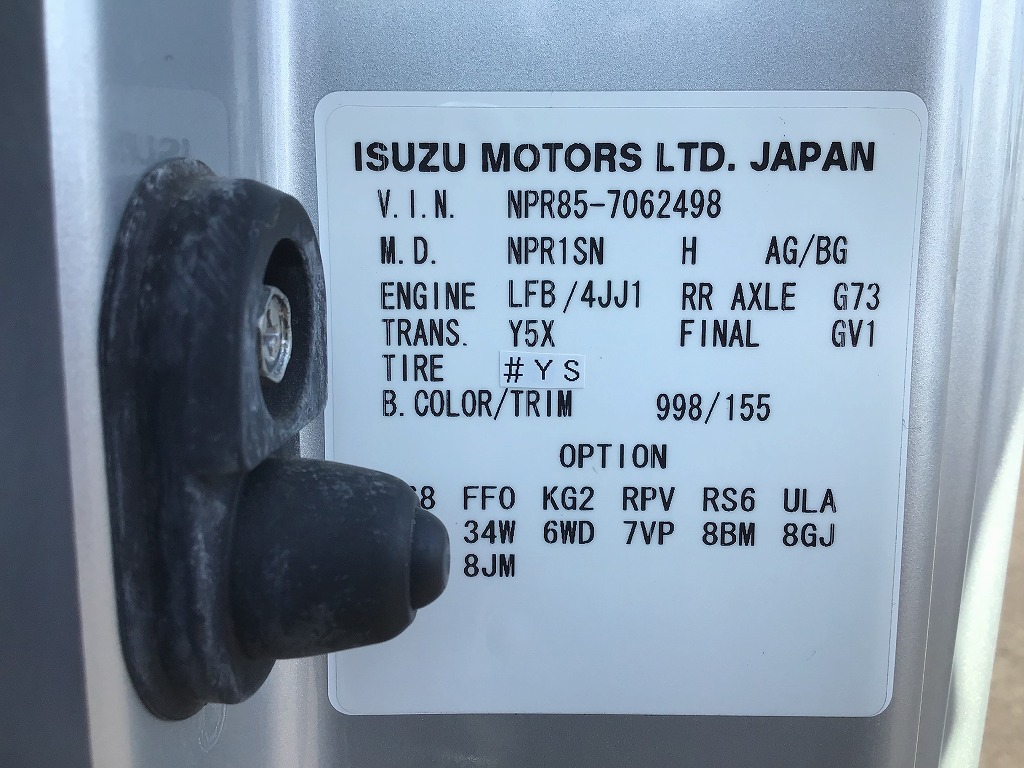 ISUZU MOTORS LTD. JAPAN
V.I.N. NPR85-7062498
M.D. NPR1SN H AG/BG
ENGINE LFB/4JJ1 RR AXLE G73
TRANS. Y5X FINAL GV1
TIRE #YS
B.COLOR/TRIM 998/155
OPTION
FF0 KG2 RPV RS6 ULA
34W 6WD 7VP 8BM 8GJ
8JM